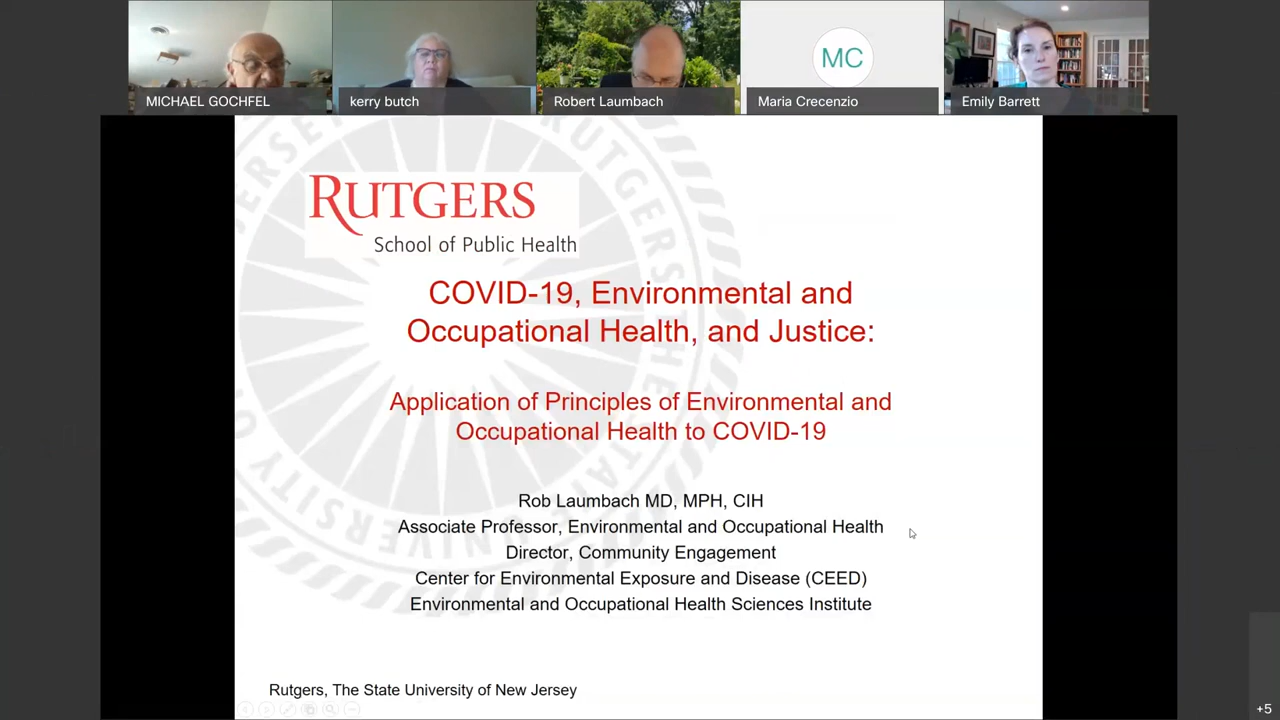 MICHAEL GOCHFEL
kerry butch
Robert Laumbach
MC
Maria Crecenzio
Emily Barrett
RUTGERS
School of Public Health
COVID-19, Environmental and
Occupational Health, and Justice:
Application of Principles of Environmental and
Occupational Health to COVID-19
Rob Laumbach MD, MPH, CIH
Associate Professor, Environmental and Occupational Health
Director, Community Engagement
Center for Environmental Exposure and Disease (CEED)
Environmental and Occupational Health Sciences Institute
Rutgers, The State University of New Jersey
+5